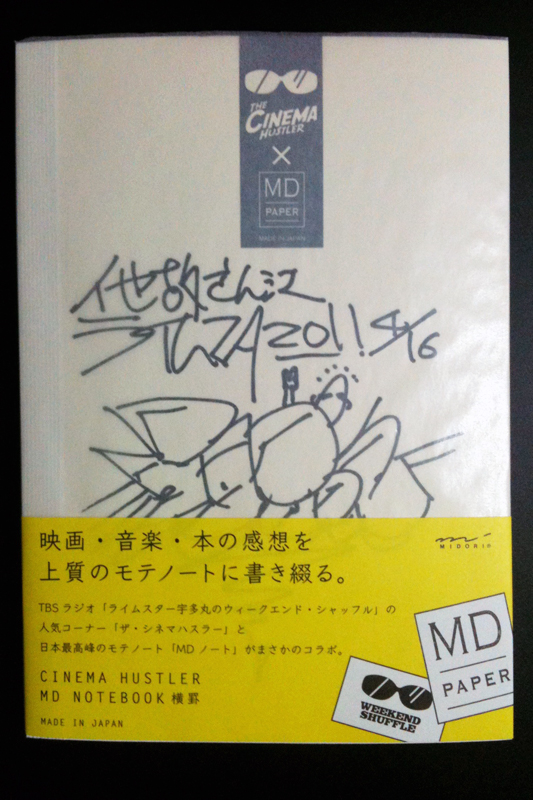 THE
CINEMA
HUSTLER
×
MD
PAPER
MADE IN JAPAN
さん江
2011 4/16
映画・音楽・本の感想を
上質のモテノートに書き綴る。
MIDORI
TBSラジオ「ライムスター宇多丸のウィークエンド・シャッフル」の
人気コーナー「ザ・シネマハスラー」と
日本最高峰のモテノート「MDノート」がまさかのコラボ。
CINEMA HUSTLER
MD NOTEBOOK 横罫
MADE IN JAPAN
MD
PAPER
WEEKEND
SHUFFLE